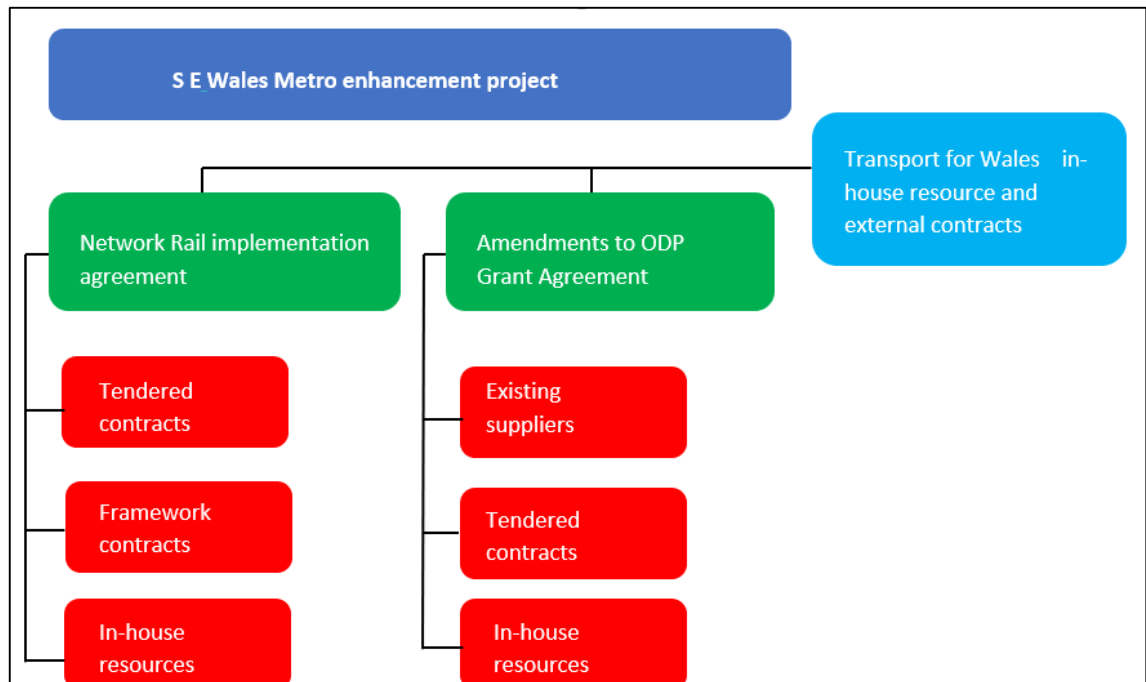 S E Wales Metro enhancement project
Transport for Wales in-
house resource and
external contracts
Network Rail implementation
agreement
Amendments to ODP
Grant Agreement
Tendered
contracts
Framework
contracts
In-house
resources
Existing
suppliers
Tendered
contracts
In-house
resources